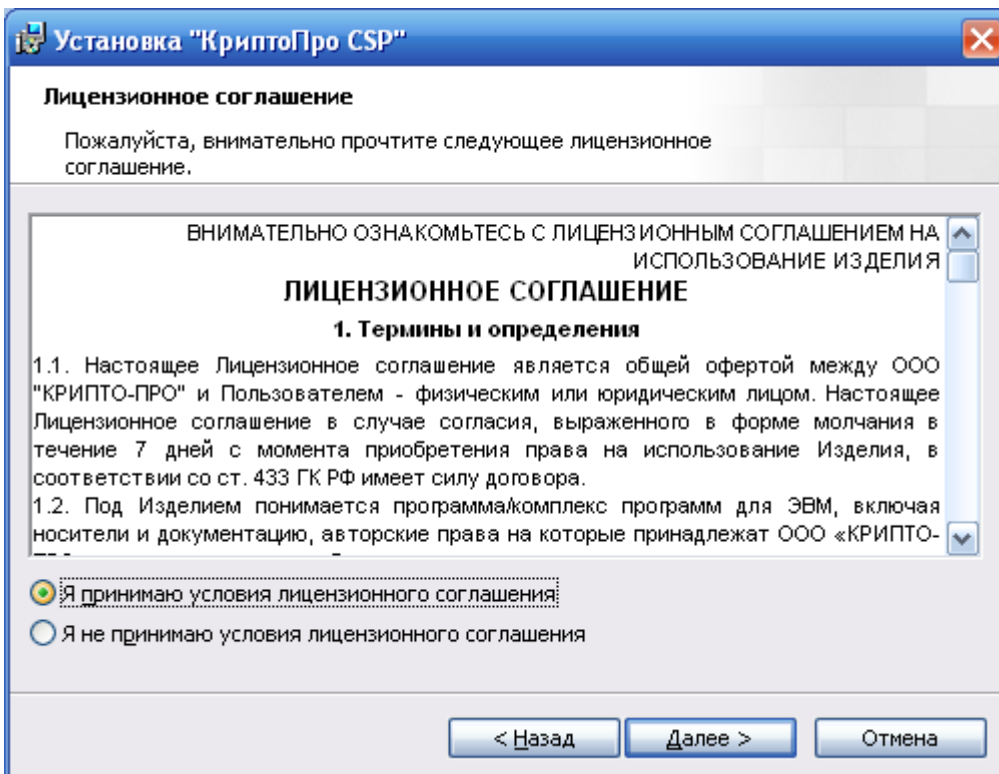 Установка "КриптоПро CSP"
Лицензионное соглашение
Пожалуйста, внимательно прочтите следующее лицензионное
соглашение.
ВНИМАТЕЛЬНО ОЗНАКОМЬТЕСЬ С ЛИЦЕНЗИОННЫМ СОГЛАШЕНИЕМ НА
ИСПОЛЬЗОВАНИЕ ИЗДЕЛИЯ
ЛИЦЕНЗИОННОЕ СОГЛАШЕНИЕ
1. Термины и определения
1.1. Настоящее Лицензионное соглашение является общей офертой между ООО
"КРИПТО-ПРО" и Пользователем - физическим или юридическим лицом. Настоящее
Лицензионное соглашение в случае согласия, выраженного в форме молчания в
течение 7 дней с момента приобретения права на использование Изделия, в
соответствии со ст. 433 ГК РФ имеет силу договора.
1.2. Под Изделием понимается программа/комплекс программ для ЭВМ, включая
носители и документацию, авторские права на которые принадлежат ООО «КРИПТО-
Я принимаю условия лицензионного соглашения
Я не принимаю условия лицензионного соглашения
< Назад
Далее >
Отмена